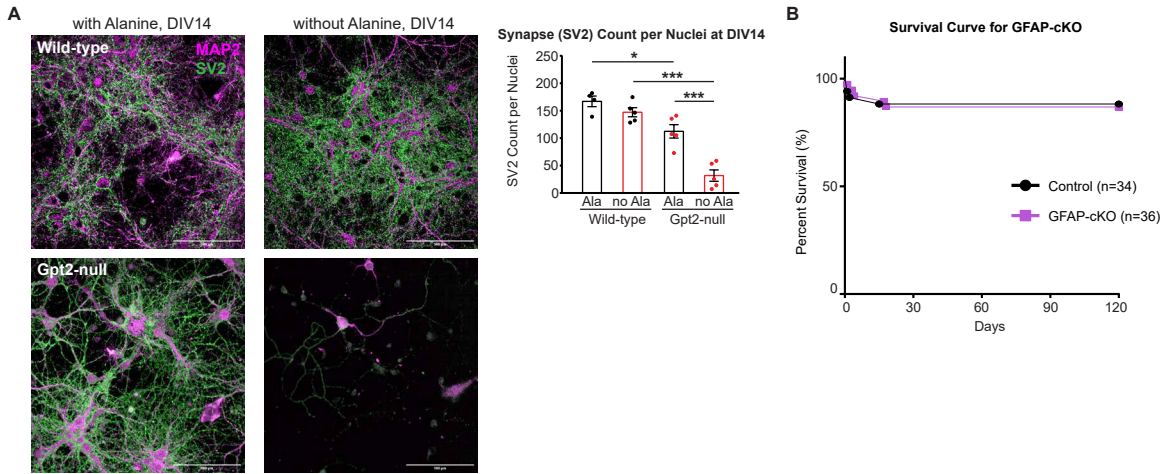 A
with Alanine, DIV14
without Alanine, DIV14
Wild-type
MAP2
SV2
Gpt2-null
Synapse (SV2) Count per Nuclei at DIV14
SV2 Count per Nuclei
250
200
150
100
50
0
*
***
***
Ala no Ala Ala no Ala
Wild-type Gpt2-null
B
Survival Curve for GFAP-cKO
Percent Survival (%)
100
50
0
0 30 60 90 120
Days
Control (n=34)
GFAP-cKO (n=36)